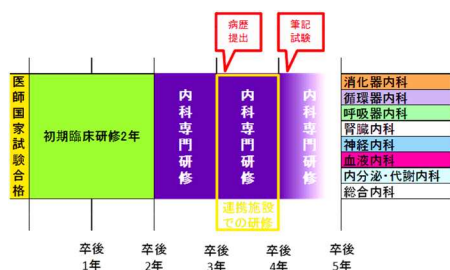 病歴
提出
筆記
試験
医師国家試験合格
初期臨床研修2年
内科専門研修
内科専門研修
内科専門研修
連携施設
での研修
消化器内科
循環器内科
呼吸器内科
腎臓内科
神経内科
血液内科
内分泌・代謝内科
総合内科
卒後
1年
卒後
2年
卒後
3年
卒後
4年
卒後
5年